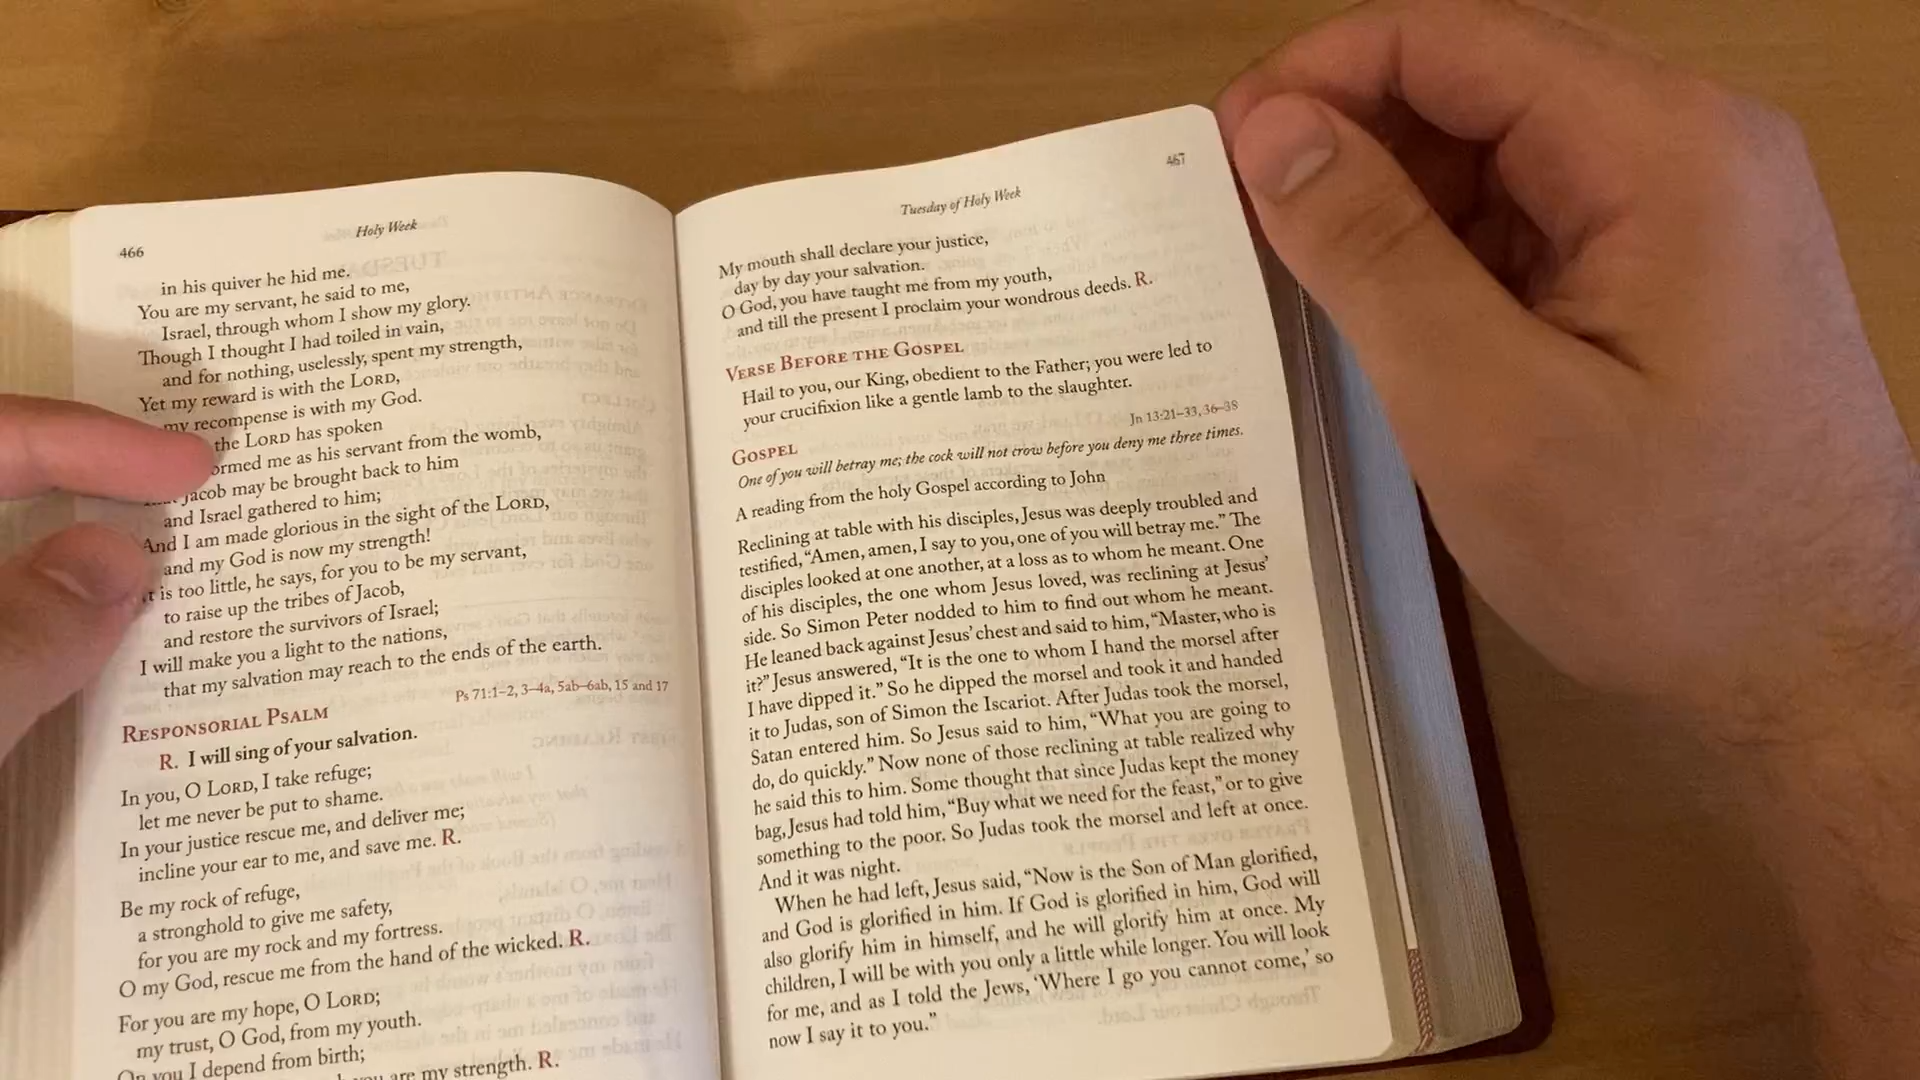 466
Holy Week
in his quiver he hid me.
You are my servant, he said to me,
Israel, through whom I show my glory.
Though I thought I had toiled in vain,
and for nothing, uselessly, spent my strength,
Yet my reward is with the LORD,
my recompense is with my God.
the LORD has spoken
formed me as his servant from the womb,
Jacob may be brought back to him
and Israel gathered to him;
And I am made glorious in the sight of the LORD,
and my God is now my strength!
It is too little, he says, for you to be my servant,
to raise up the tribes of Jacob,
and restore the survivors of Israel;
I will make you a light to the nations,
that my salvation may reach to the ends of the earth.
Ps 71:1–2, 3–4a, 5ab–6ab, 15 and 17
RESPONSORIAL PSALM
R. I will sing of your salvation.
In you, O LORD, I take refuge;
let me never be put to shame.
In your justice rescue me, and deliver me;
incline your ear to me, and save me. R.
Be my rock of refuge,
a stronghold to give me safety,
for you are my rock and my fortress.
O my God, rescue me from the hand of the wicked. R.
For you are my hope, O LORD;
my trust, O God, from my youth.
On you I depend from birth;
you are my strength. R.
467
Tuesday of Holy Week
My mouth shall declare your justice,
day by day your salvation.
O God, you have taught me from my youth,
and till the present I proclaim your wondrous deeds. R.
VERSE BEFORE THE GOSPEL
Hail to you, our King, obedient to the Father; you were led to
your crucifixion like a gentle lamb to the slaughter.
Jn 13:21–33, 36–38
GOSPEL
One of you will betray me; the cock will not crow before you deny me three times.
A reading from the holy Gospel according to John
Reclining at table with his disciples, Jesus was deeply troubled and
testified, “Amen, amen, I say to you, one of you will betray me.” The
disciples looked at one another, at a loss as to whom he meant. One
of his disciples, the one whom Jesus loved, was reclining at Jesus’
side. So Simon Peter nodded to him to find out whom he meant.
He leaned back against Jesus’ chest and said to him, “Master, who is
it?” Jesus answered, “It is the one to whom I hand the morsel after
I have dipped it.” So he dipped the morsel and took it and handed
it to Judas, son of Simon the Iscariot. After Judas took the morsel,
Satan entered him. So Jesus said to him, “What you are going to
do, do quickly.” Now none of those reclining at table realized why
he said this to him. Some thought that since Judas kept the money
bag, Jesus had told him, “Buy what we need for the feast,” or to give
something to the poor. So Judas took the morsel and left at once.
And it was night.
When he had left, Jesus said, “Now is the Son of Man glorified,
and God is glorified in him. If God is glorified in him, God will
also glorify him in himself, and he will glorify him at once. My
children, I will be with you only a little while longer. You will look
for me, and as I told the Jews, ‘Where I go you cannot come,’ so
now I say it to you.”